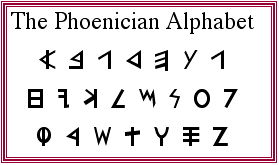 The Phoenician Alphabet
𐤀 𐤁 𐤂 𐤃 𐤄 𐤅
𐤇 𐤊 𐤋 𐤌 𐤍 𐤏 𐤐
𐤒 𐤓 𐤔 𐤕 𐤅 𐤎 𐤆